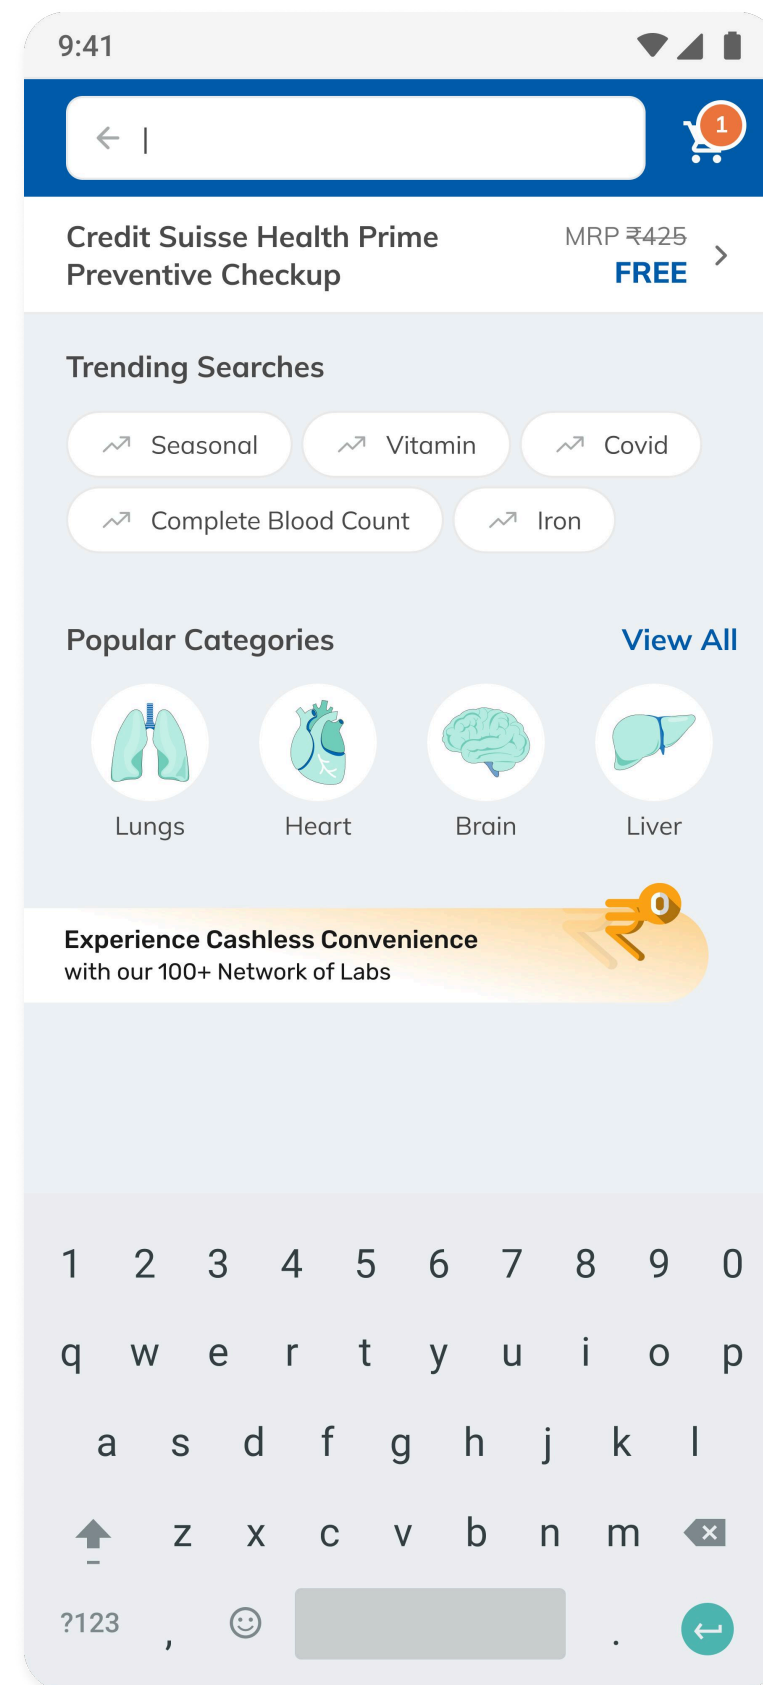 9:41
|
1
Credit Suisse Health Prime
Preventive Checkup
MRP ₹425
FREE
Trending Searches
Seasonal
Vitamin
Covid
Complete Blood Count
Iron
Popular Categories
View All
Lungs
Heart
Brain
Liver
Experience Cashless Convenience
with our 100+ Network of Labs
₹0
1 2 3 4 5 6 7 8 9 0
q w e r t y u i o p
a s d f g h j k l
z x c v b n m
?123 , .